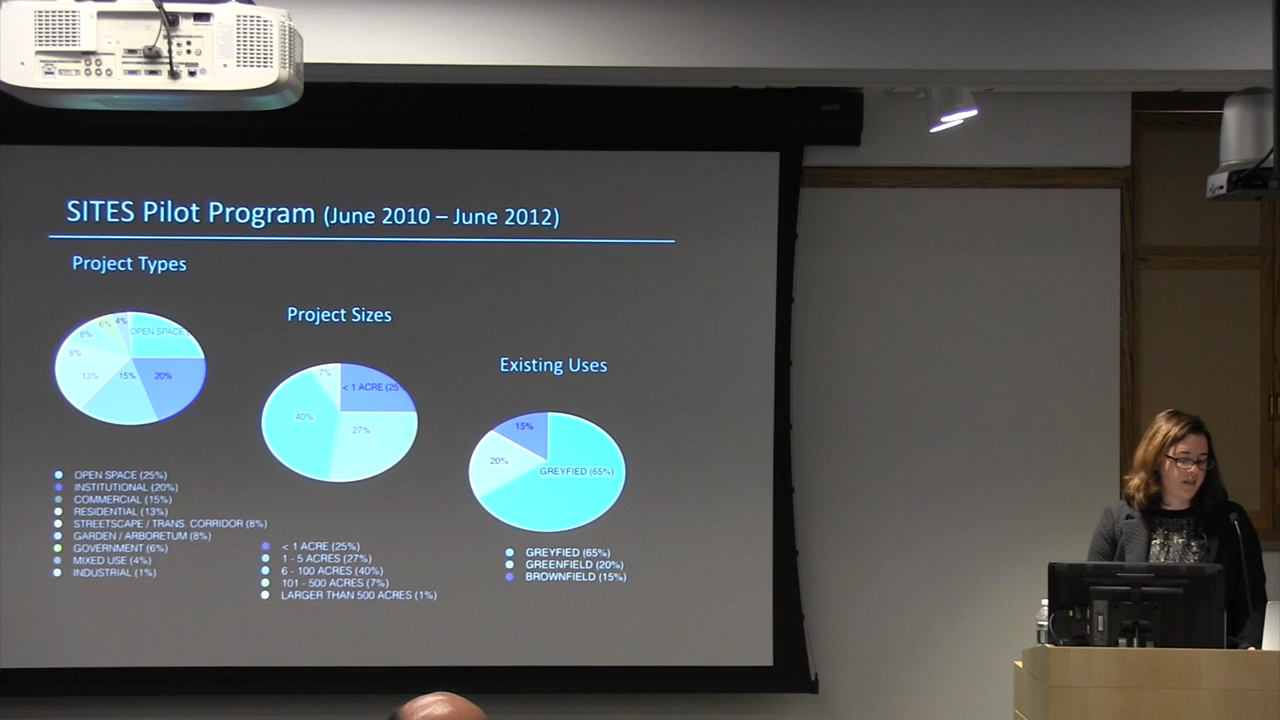 SITES Pilot Program (June 2010 – June 2012)
Project Types
OPEN SPACE
20%
15%
13%
8%
8%
6%
4%
OPEN SPACE (25%)
INSTITUTIONAL (20%)
COMMERCIAL (15%)
RESIDENTIAL (13%)
STREETSCAPE / TRANS. CORRIDOR (8%)
GARDEN / ARBORETUM (8%)
GOVERNMENT (6%)
MIXED USE (4%)
INDUSTRIAL (1%)
Project Sizes
< 1 ACRE (25
27%
40%
7%
< 1 ACRE (25%)
1 - 5 ACRES (27%)
6 - 100 ACRES (40%)
101 - 500 ACRES (7%)
LARGER THAN 500 ACRES (1%)
Existing Uses
GREYFIED (65%)
20%
15%
GREYFIED (65%)
GREENFIELD (20%)
BROWNFIELD (15%)